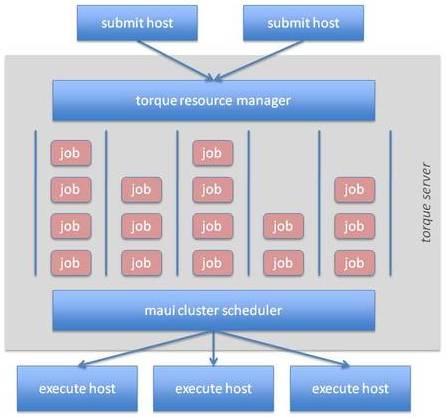 submit host submit host
torque resource manager
job job
job job job job
job job job job job
job job job job job
torque server
maui cluster scheduler
execute host execute host execute host